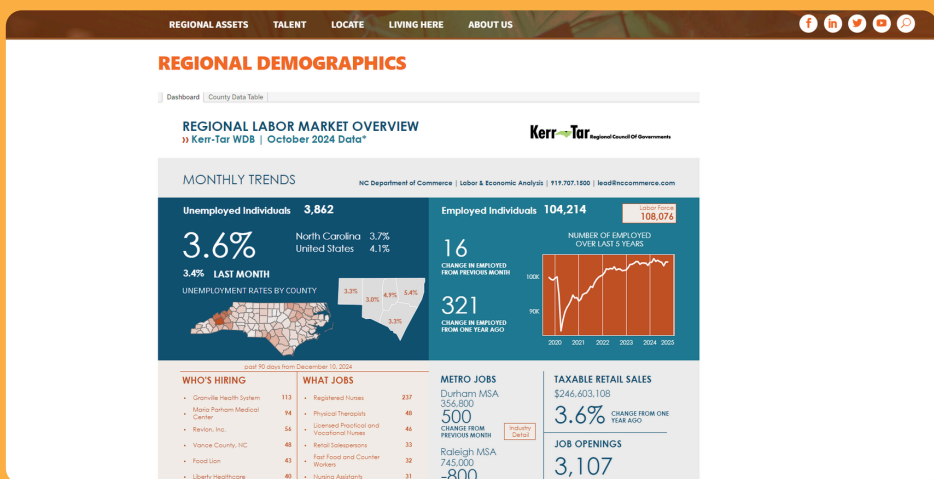 REGIONAL ASSETS TALENT LOCATE LIVING HERE ABOUT US
REGIONAL DEMOGRAPHICS
Dashboard County Data Table
REGIONAL LABOR MARKET OVERVIEW
›› Kerr-Tar WDB | October 2024 Data*
Kerr-Tar Regional Council Of Governments
MONTHLY TRENDS
NC Department of Commerce | Labor & Economic Analysis | 919.707.1500 | lead@nccommerce.com
Unemployed Individuals 3,862
3.6%
North Carolina 3.7%
United States 4.1%
3.4% LAST MONTH
UNEMPLOYMENT RATES BY COUNTY
3.3% 3.0% 4.9% 5.4%
3.3%
Employed Individuals 104,214
Labor Force
108,076
16
CHANGE IN EMPLOYED
FROM PREVIOUS MONTH
321
CHANGE IN EMPLOYED
FROM ONE YEAR AGO
NUMBER OF EMPLOYED
OVER LAST 5 YEARS
100K
90K
2020 2021 2022 2023 2024 2025
past 90 days from December 10, 2024
WHO'S HIRING
• Granville Health System 113
• Maria Parham Medical
Center 94
• Revlon, Inc. 56
• Vance County, NC 48
• Food Lion 43
• Liberty Healthcare 40
WHAT JOBS
• Registered Nurses 237
• Physical Therapists 48
• Licensed Practical and
Vocational Nurses 46
• Retail Salespersons 33
• Fast Food and Counter
Workers 32
• Nursing Assistants 31
METRO JOBS
Durham MSA
356,800
500
CHANGE FROM
PREVIOUS MONTH
Industry
Detail
Raleigh MSA
745,000
-800
TAXABLE RETAIL SALES
$246,603,108
3.6% CHANGE FROM ONE
YEAR AGO
JOB OPENINGS
3,107